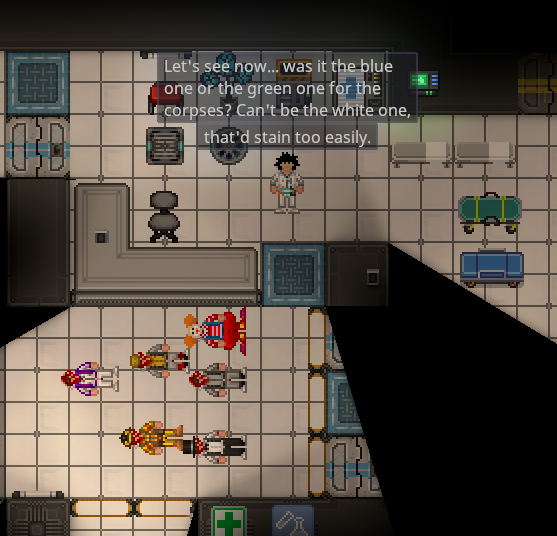 Let's see now... was it the blue
one or the green one for the
corpses? Can't be the white one,
that'd stain too easily.